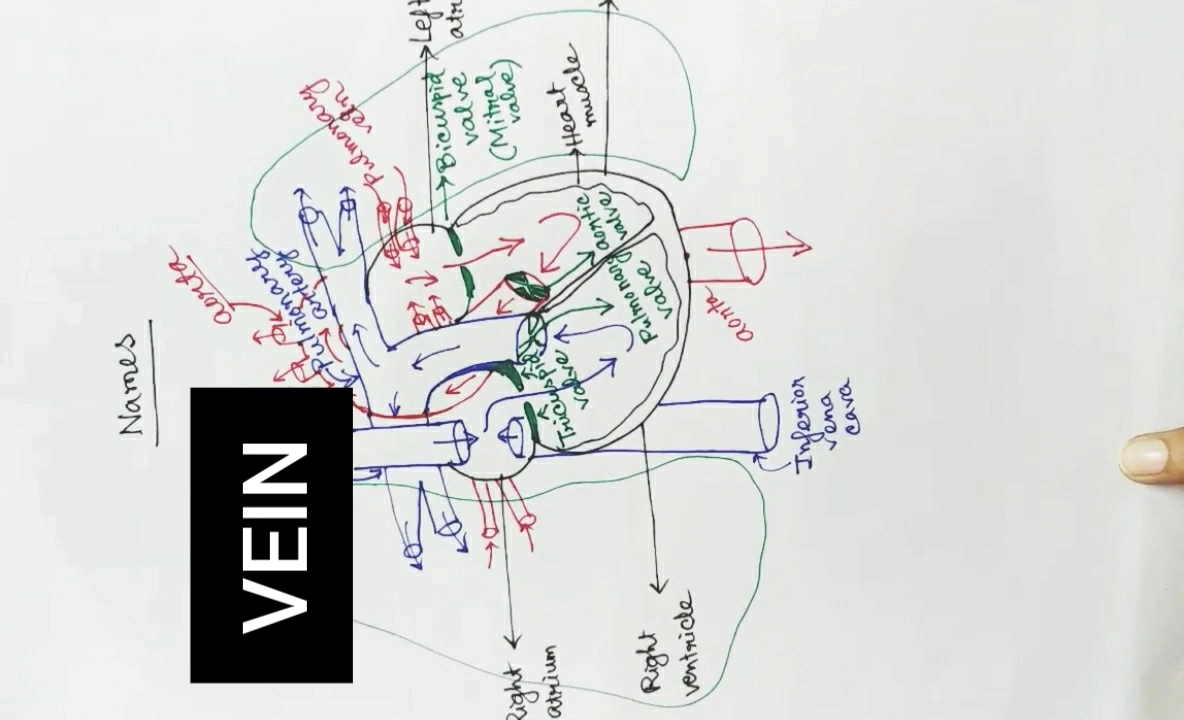 Names
aorta
Pulmonary
artery
Pulmonary
vein
Left
Bicuspid
valve
(Mitral
valve)
Heart
muscle
aortic
valve
Pulmonary
valve
Tricuspid
valve
aorta
Inferior
vena
cava
Right
ventricle
Right
atrium
VEIN